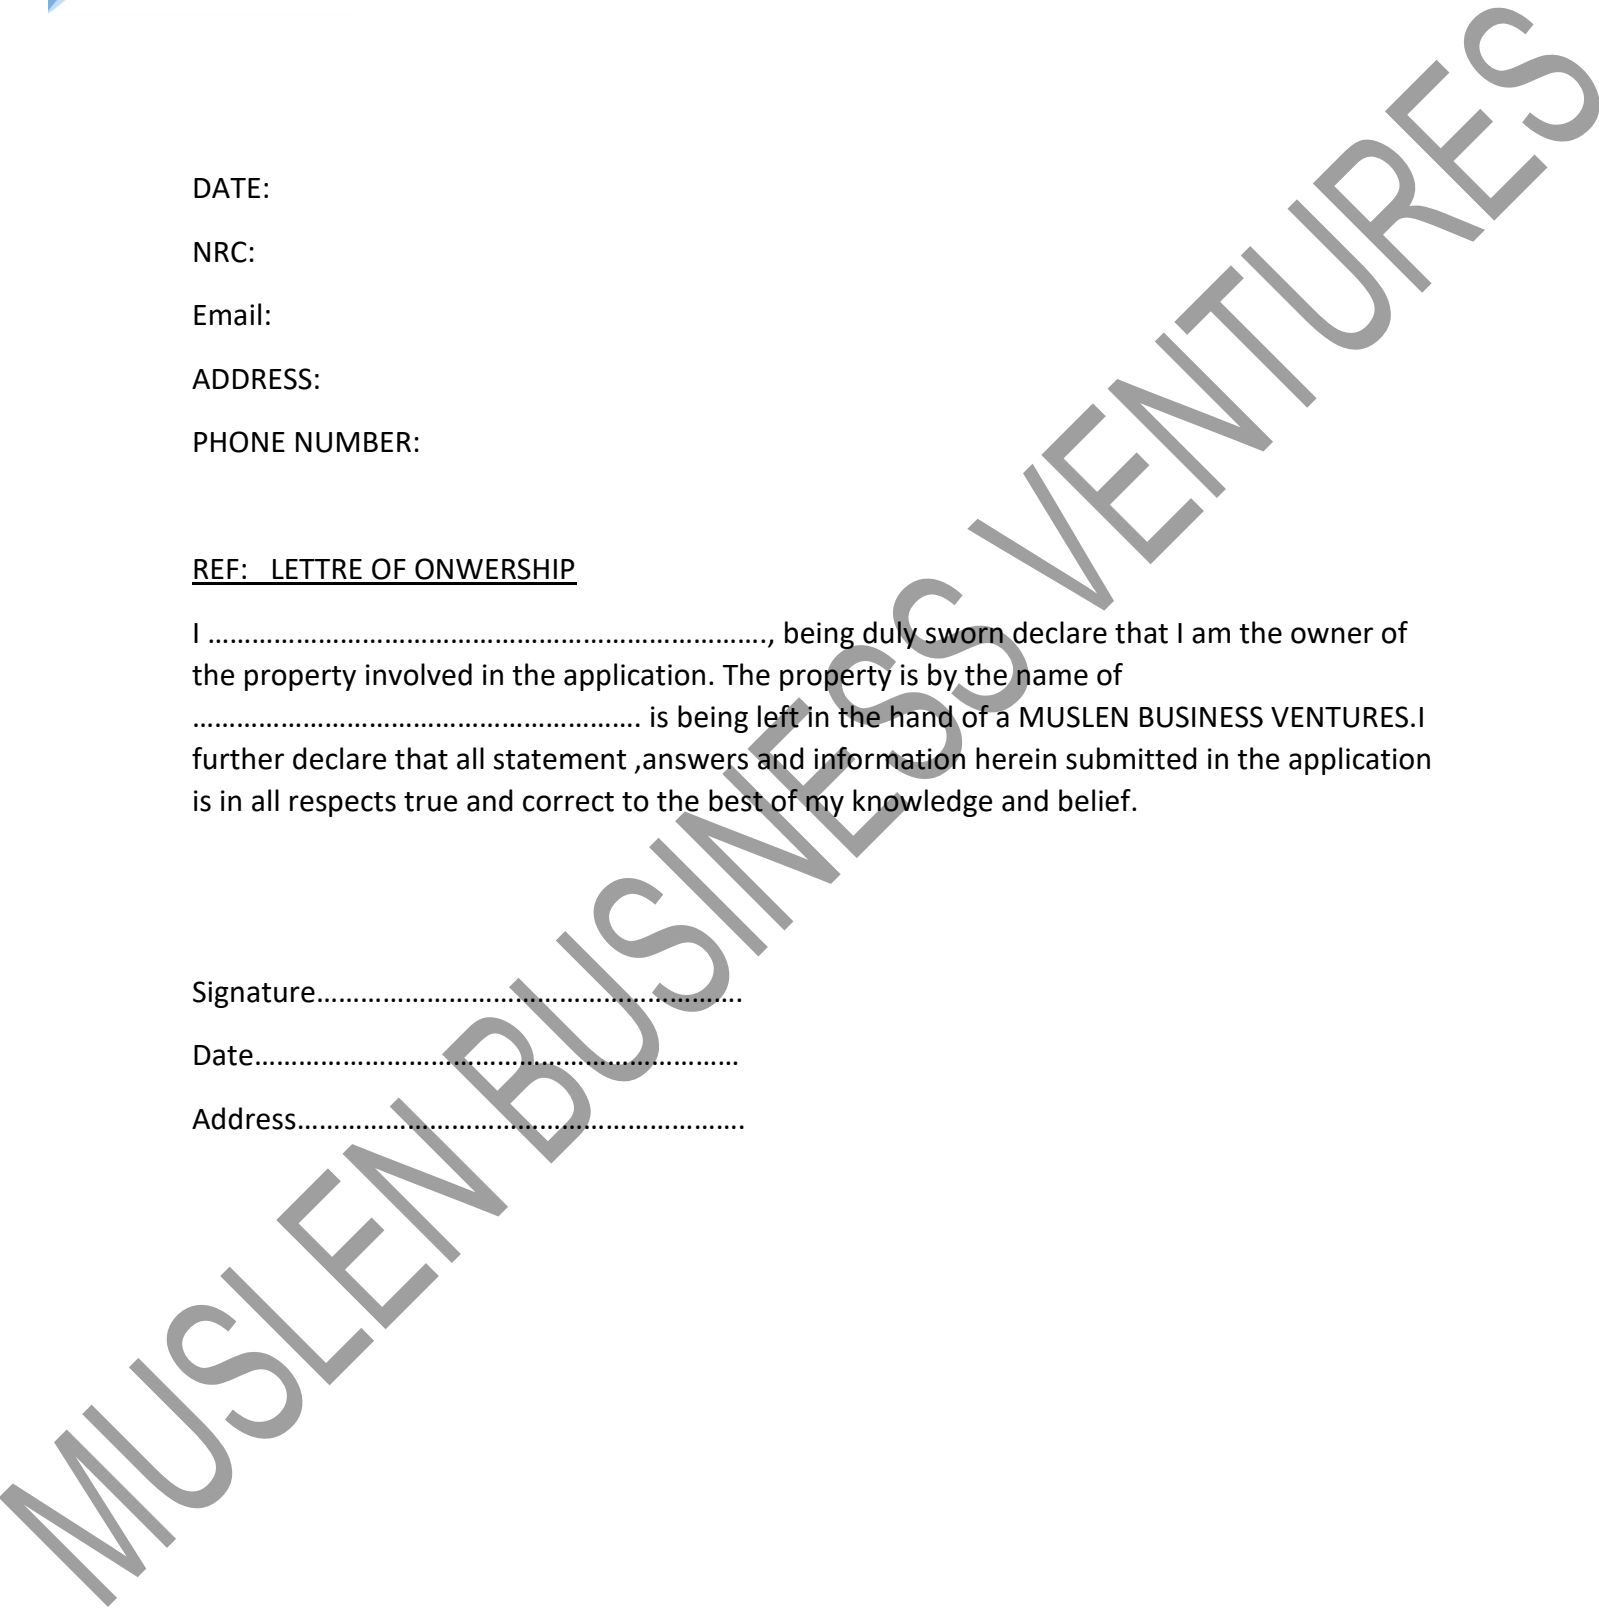 DATE:
NRC:
Email:
ADDRESS:
PHONE NUMBER:
REF:   LETTRE OF ONWERSHIP
I …………………………………………………………………., being duly sworn declare that I am the owner of
the property involved in the application. The property is by the name of
……………………………………………………. is being left in the hand of a MUSLEN BUSINESS VENTURES.I
further declare that all statement ,answers and information herein submitted in the application
is in all respects true and correct to the best of my knowledge and belief.
Signature………………………………………………….
Date…………………………………………………………
Address…………………………………………………….
MUSLEN BUSINESS VENTURES